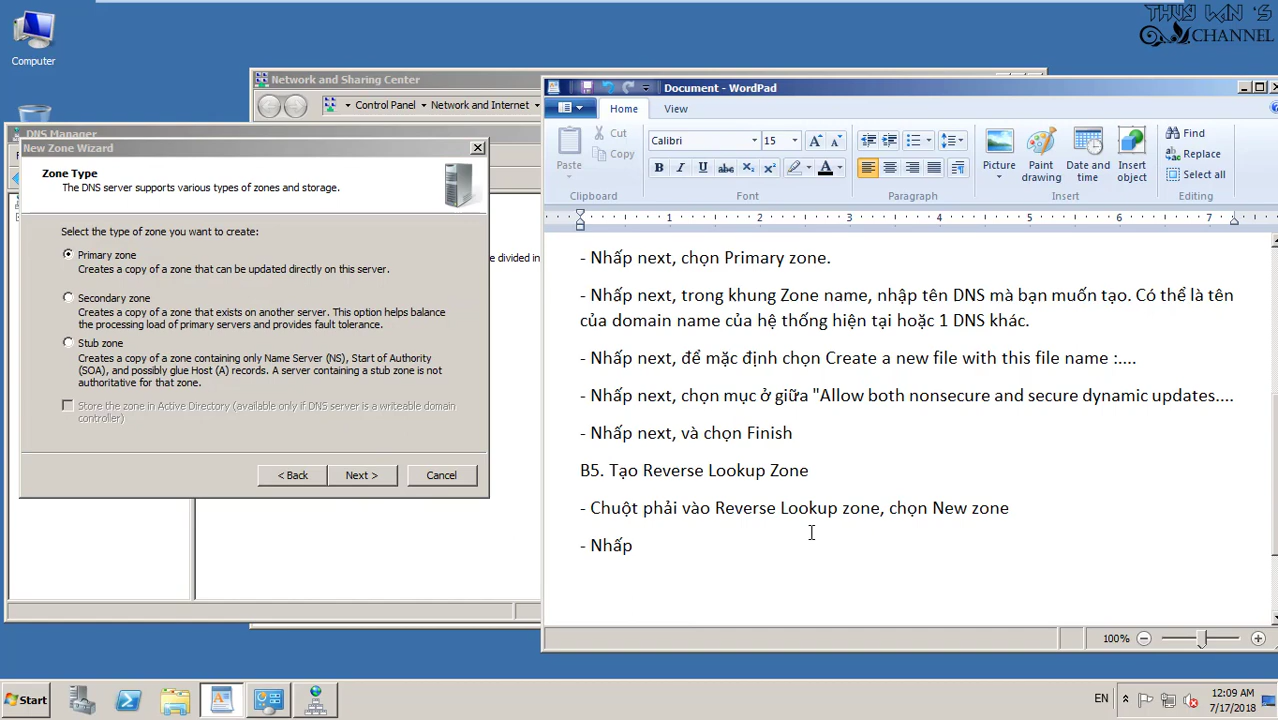 THUY WIN 'S
CHANNEL
Computer
Network and Sharing Center
Control Panel
Network and Internet
DNS Manager
New Zone Wizard
Zone Type
The DNS server supports various types of zones and storage.
Select the type of zone you want to create:
Primary zone
Creates a copy of a zone that can be updated directly on this server.
Secondary zone
Creates a copy of a zone that exists on another server. This option helps balance
the processing load of primary servers and provides fault tolerance.
Stub zone
Creates a copy of a zone containing only Name Server (NS), Start of Authority
(SOA), and possibly glue Host (A) records. A server containing a stub zone is not
authoritative for that zone.
Store the zone in Active Directory (available only if DNS server is a writeable domain
controller)
< Back
Next >
Cancel
be divided in
Document - WordPad
Home
View
Paste
Cut
Copy
Clipboard
Calibri
15
Font
Paragraph
Picture
Paint
drawing
Date and
time
Insert
object
Insert
Find
Replace
Select all
Editing
1 2 3 4 5 6 7
- Nhấp next, chọn Primary zone.
- Nhấp next, trong khung Zone name, nhập tên DNS mà bạn muốn tạo. Có thể là tên
của domain name của hệ thống hiện tại hoặc 1 DNS khác.
- Nhấp next, để mặc định chọn Create a new file with this file name :....
- Nhấp next, chọn mục ở giữa "Allow both nonsecure and secure dynamic updates....
- Nhấp next, và chọn Finish
B5. Tạo Reverse Lookup Zone
- Chuột phải vào Reverse Lookup zone, chọn New zone
- Nhấp
100%
Start
EN
12:09 AM
7/17/2018